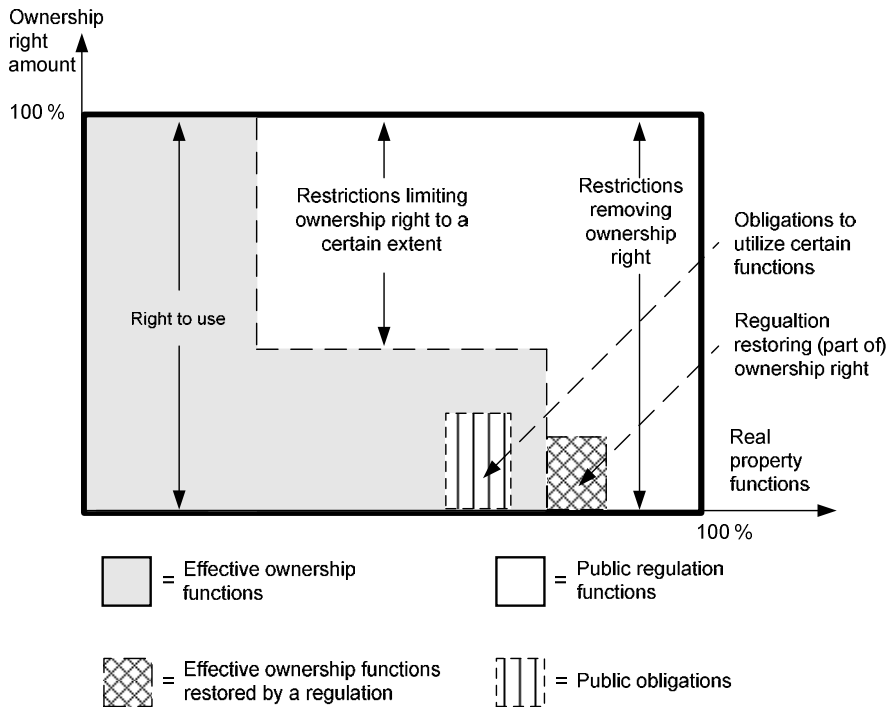 Ownership
right
amount
100 %
Right to use
Restrictions limiting
ownership right to a
certain extent
Restrictions
removing
ownership
right
Obligations to
utilize certain
functions
Regualtion
restoring (part of)
ownership right
Real
property
functions
100 %
= Effective ownership
functions
= Public regulation
functions
= Effective ownership functions
restored by a regulation
= Public obligations